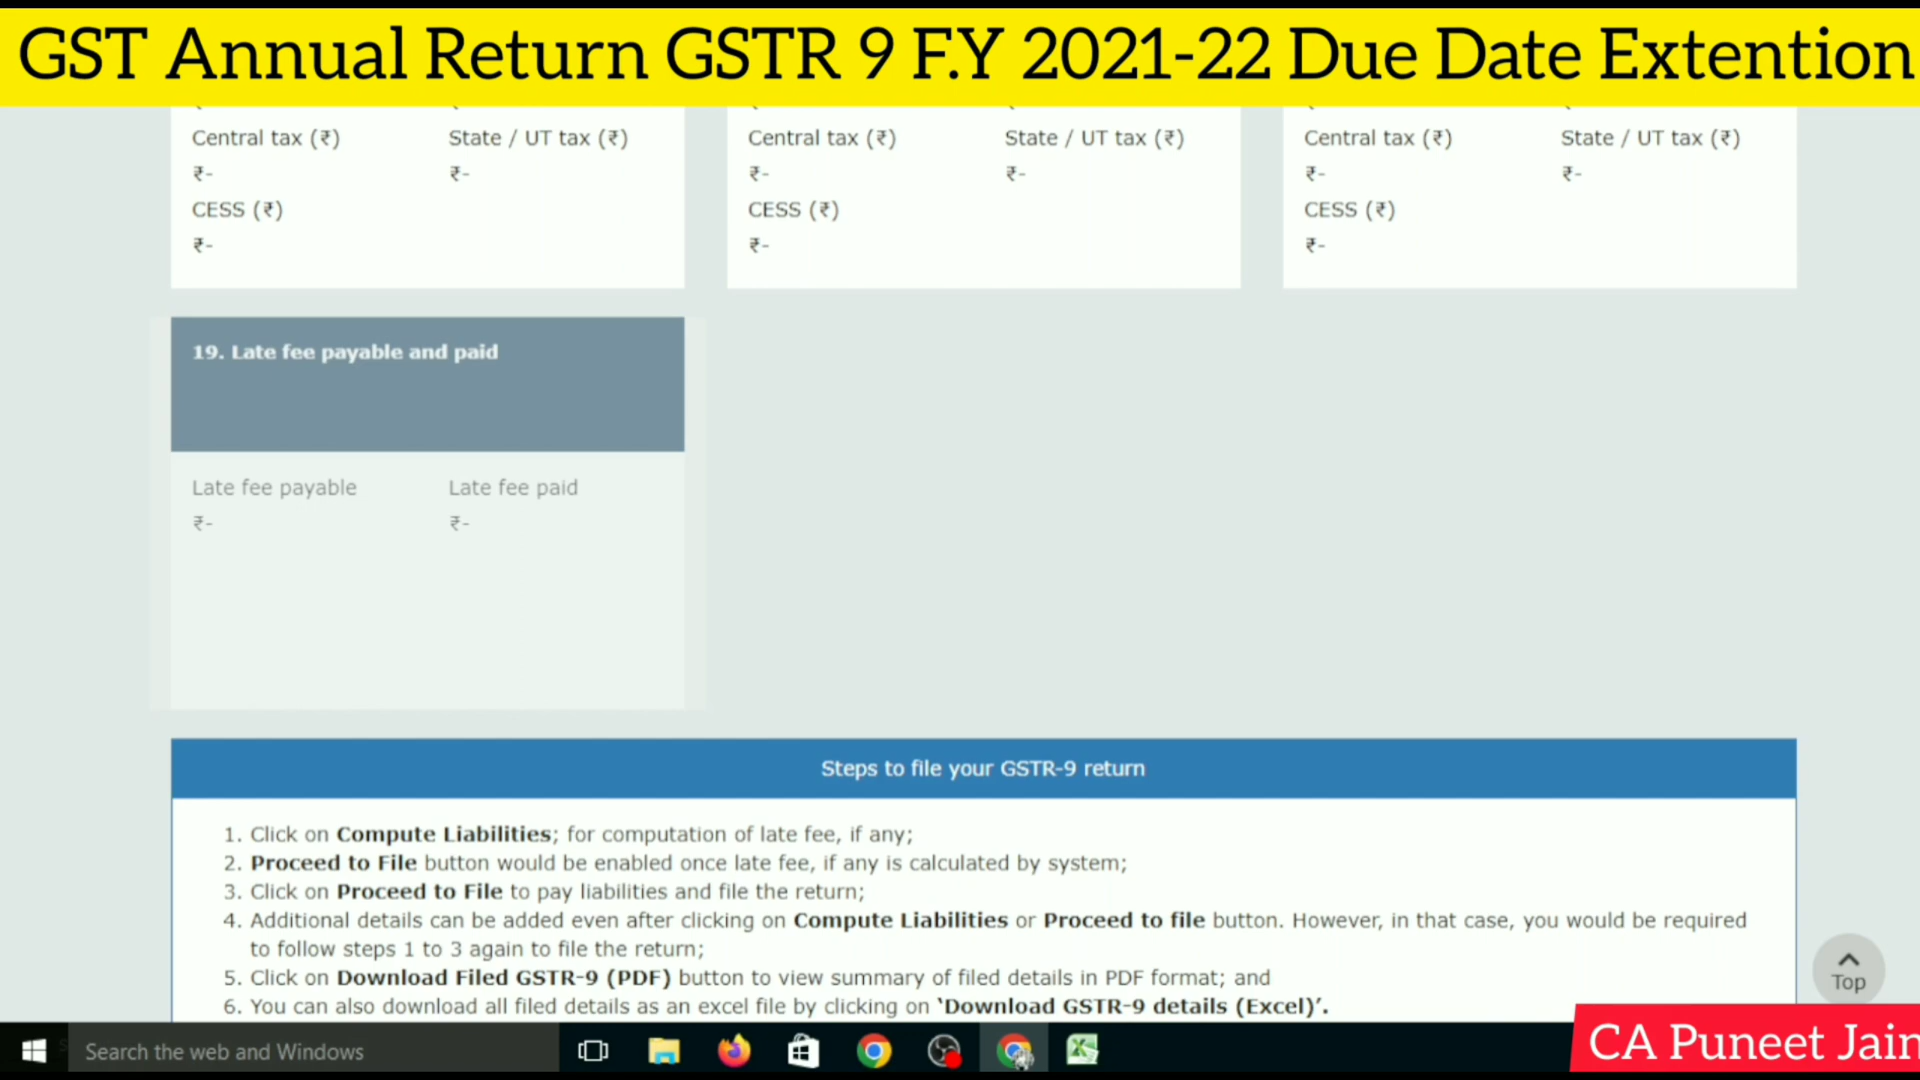 GST Annual Return GSTR 9 F.Y 2021-22 Due Date Extention
Central tax (₹) State / UT tax (₹) Central tax (₹) State / UT tax (₹) Central tax (₹) State / UT tax (₹)
₹- ₹- ₹- ₹- ₹- ₹-
CESS (₹) CESS (₹) CESS (₹)
₹- ₹- ₹-
19. Late fee payable and paid
Late fee payable Late fee paid
₹- ₹-
Steps to file your GSTR-9 return
1. Click on Compute Liabilities; for computation of late fee, if any;
2. Proceed to File button would be enabled once late fee, if any is calculated by system;
3. Click on Proceed to File to pay liabilities and file the return;
4. Additional details can be added even after clicking on Compute Liabilities or Proceed to file button. However, in that case, you would be required
to follow steps 1 to 3 again to file the return;
5. Click on Download Filed GSTR-9 (PDF) button to view summary of filed details in PDF format; and
6. You can also download all filed details as an excel file by clicking on ‘Download GSTR-9 details (Excel)’.
Top
Search the web and Windows
CA Puneet Jain